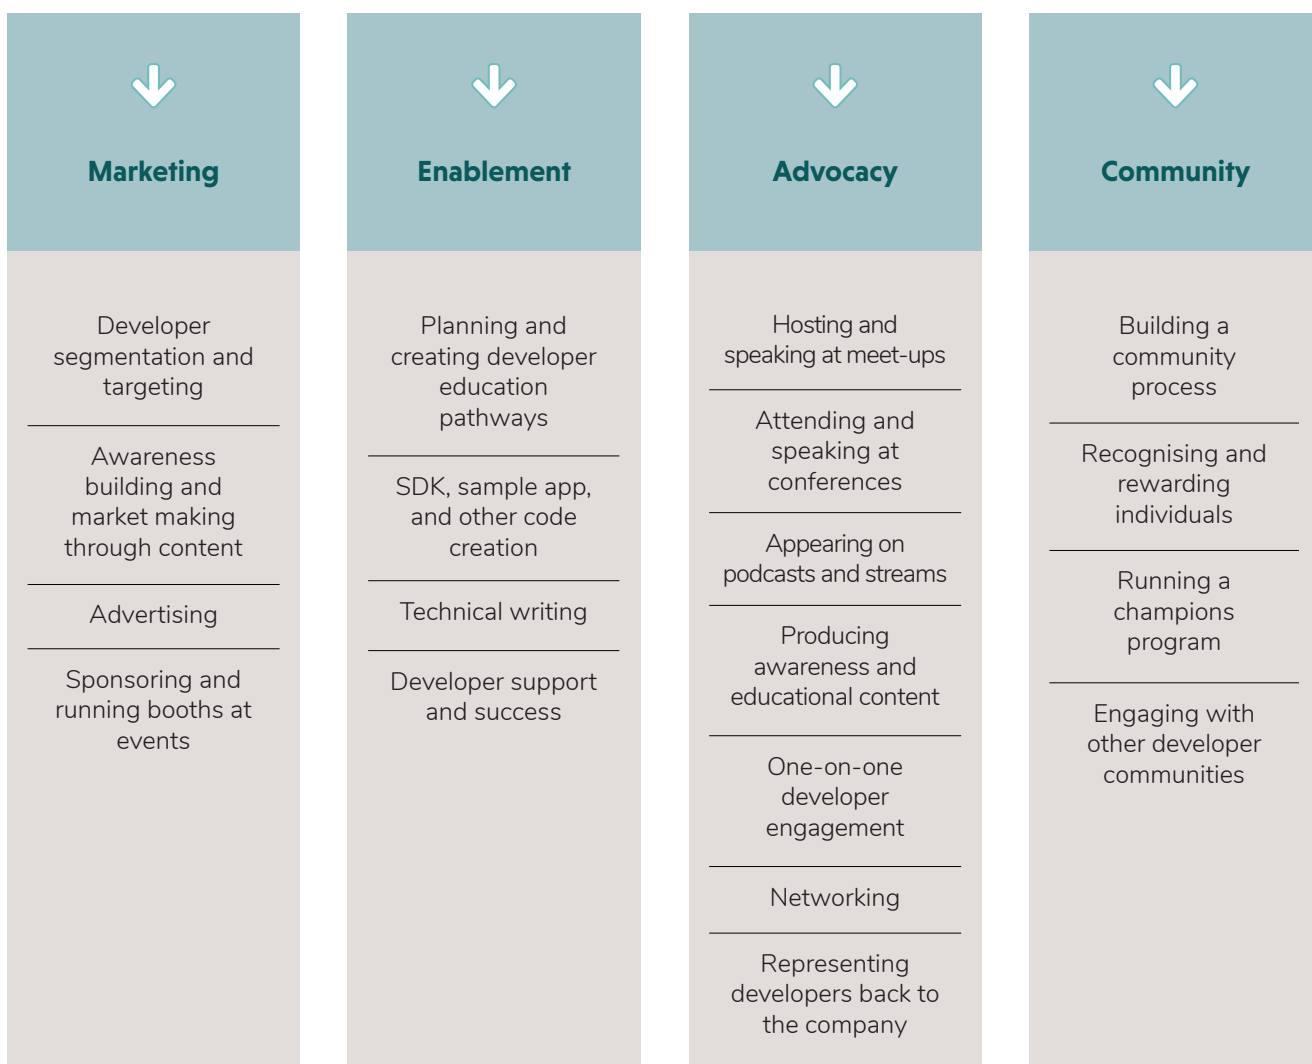 Marketing
Developer
segmentation and
targeting
Awareness
building and
market making
through content
Advertising
Sponsoring and
running booths at
events
Enablement
Planning and
creating developer
education
pathways
SDK, sample app,
and other code
creation
Technical writing
Developer support
and success
Advocacy
Hosting and
speaking at meet-ups
Attending and
speaking at
conferences
Appearing on
podcasts and streams
Producing
awareness and
educational content
One-on-one
developer
engagement
Networking
Representing
developers back to
the company
Community
Building a
community
process
Recognising and
rewarding
individuals
Running a
champions
program
Engaging with
other developer
communities